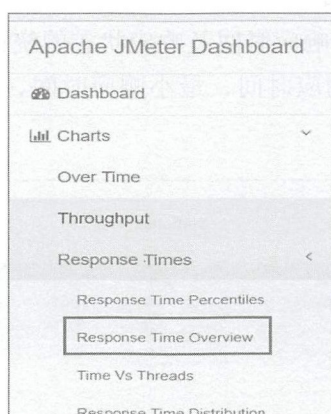 Apache JMeter Dashboard
Dashboard
Charts
Over Time
Throughput
Response Times
Response Time Percentiles
Response Time Overview
Time Vs Threads
Response Time Distribution